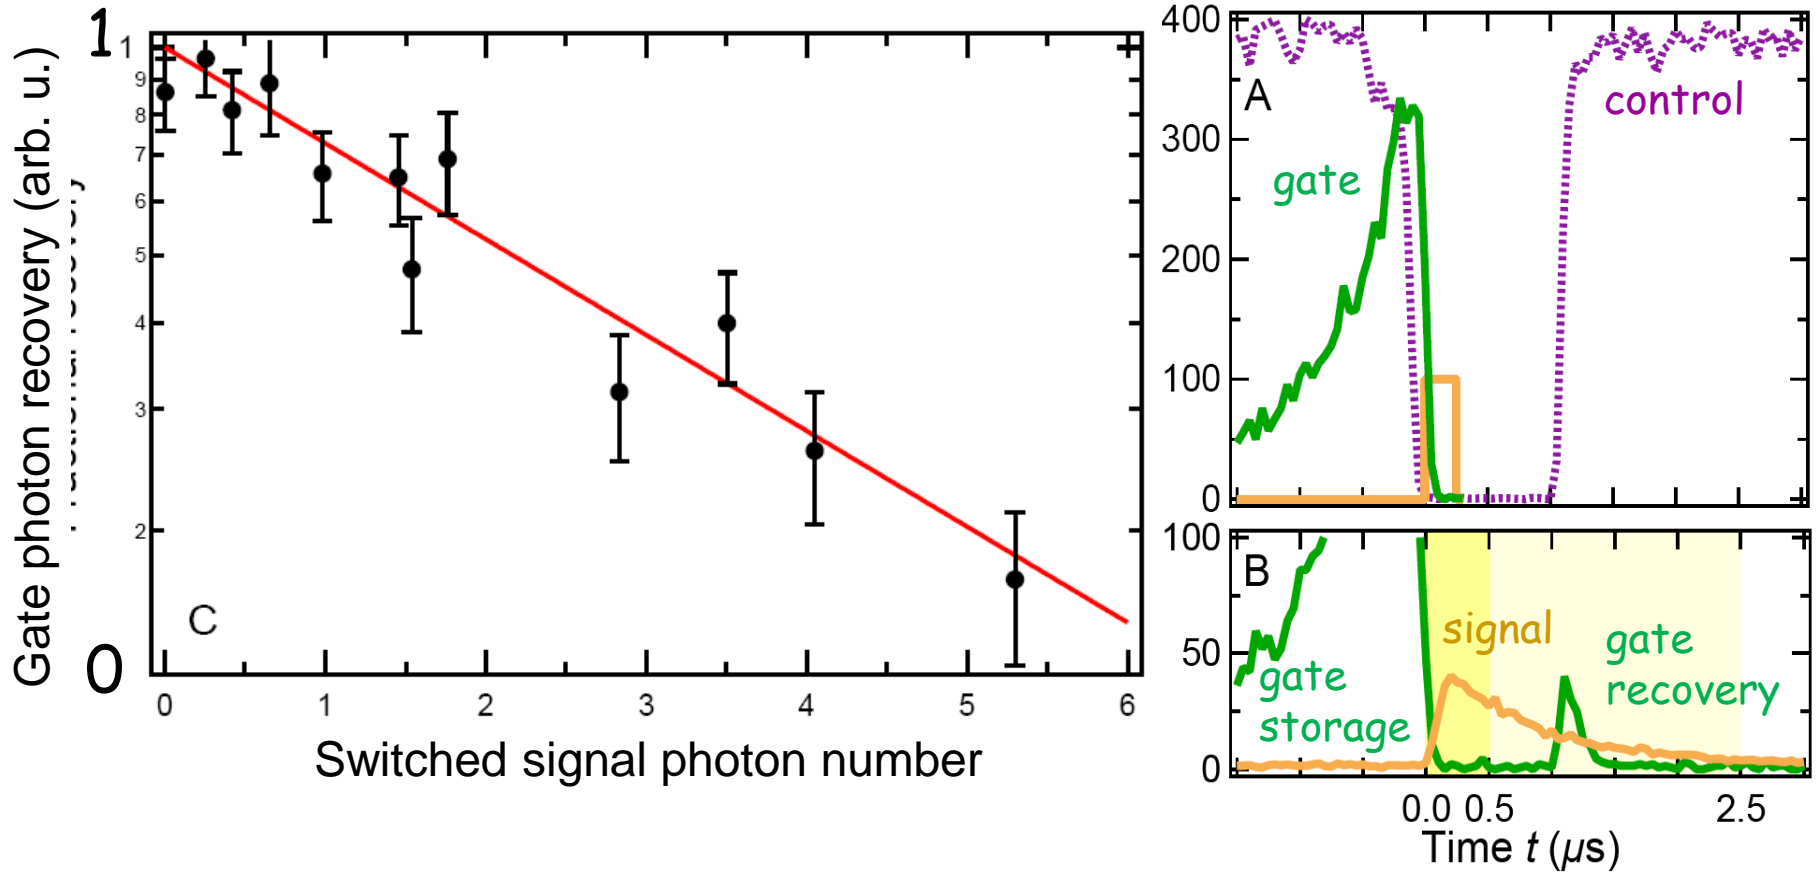 Gate photon recovery (arb. u.)
1
1
9
8
7
6
5
4
3
2
0
C
0 1 2 3 4 5 6
Switched signal photon number
400
300
200
100
0
A
control
gate
100
50
0
B
signal
gate
storage
gate
recovery
0.0 0.5 2.5
Time t (μs)